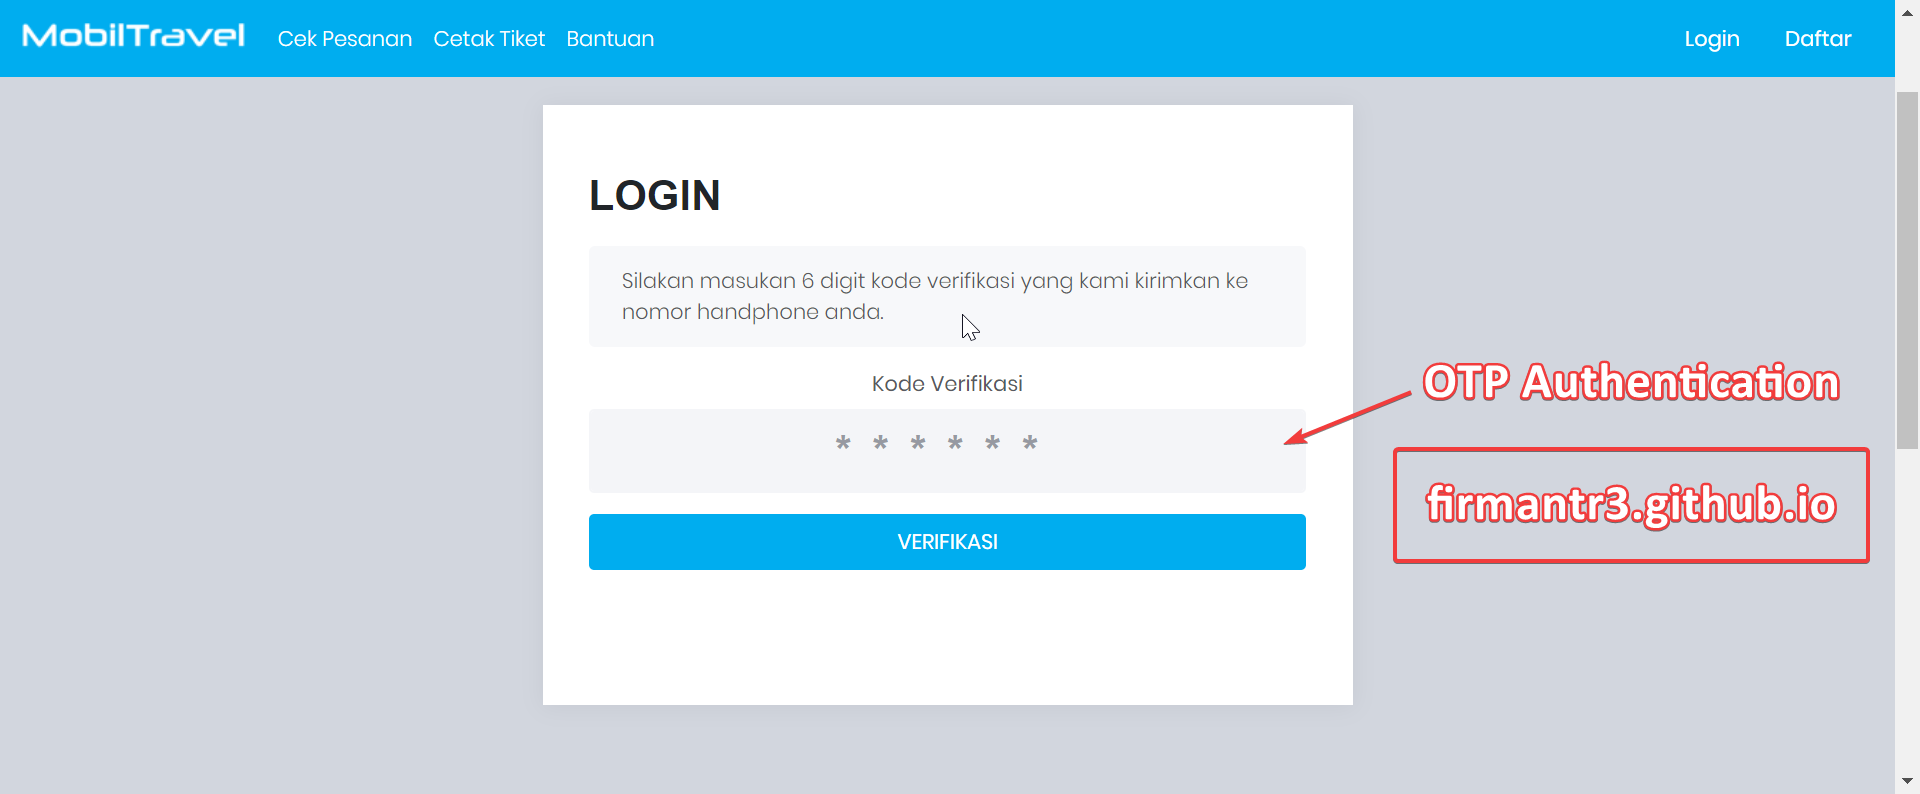 MobilTravel Cek Pesanan Cetak Tiket Bantuan Login Daftar
LOGIN
Silakan masukan 6 digit kode verifikasi yang kami kirimkan ke
nomor handphone anda.
Kode Verifikasi
* * * * * *
VERIFIKASI
OTP Authentication
firmantr3.github.io